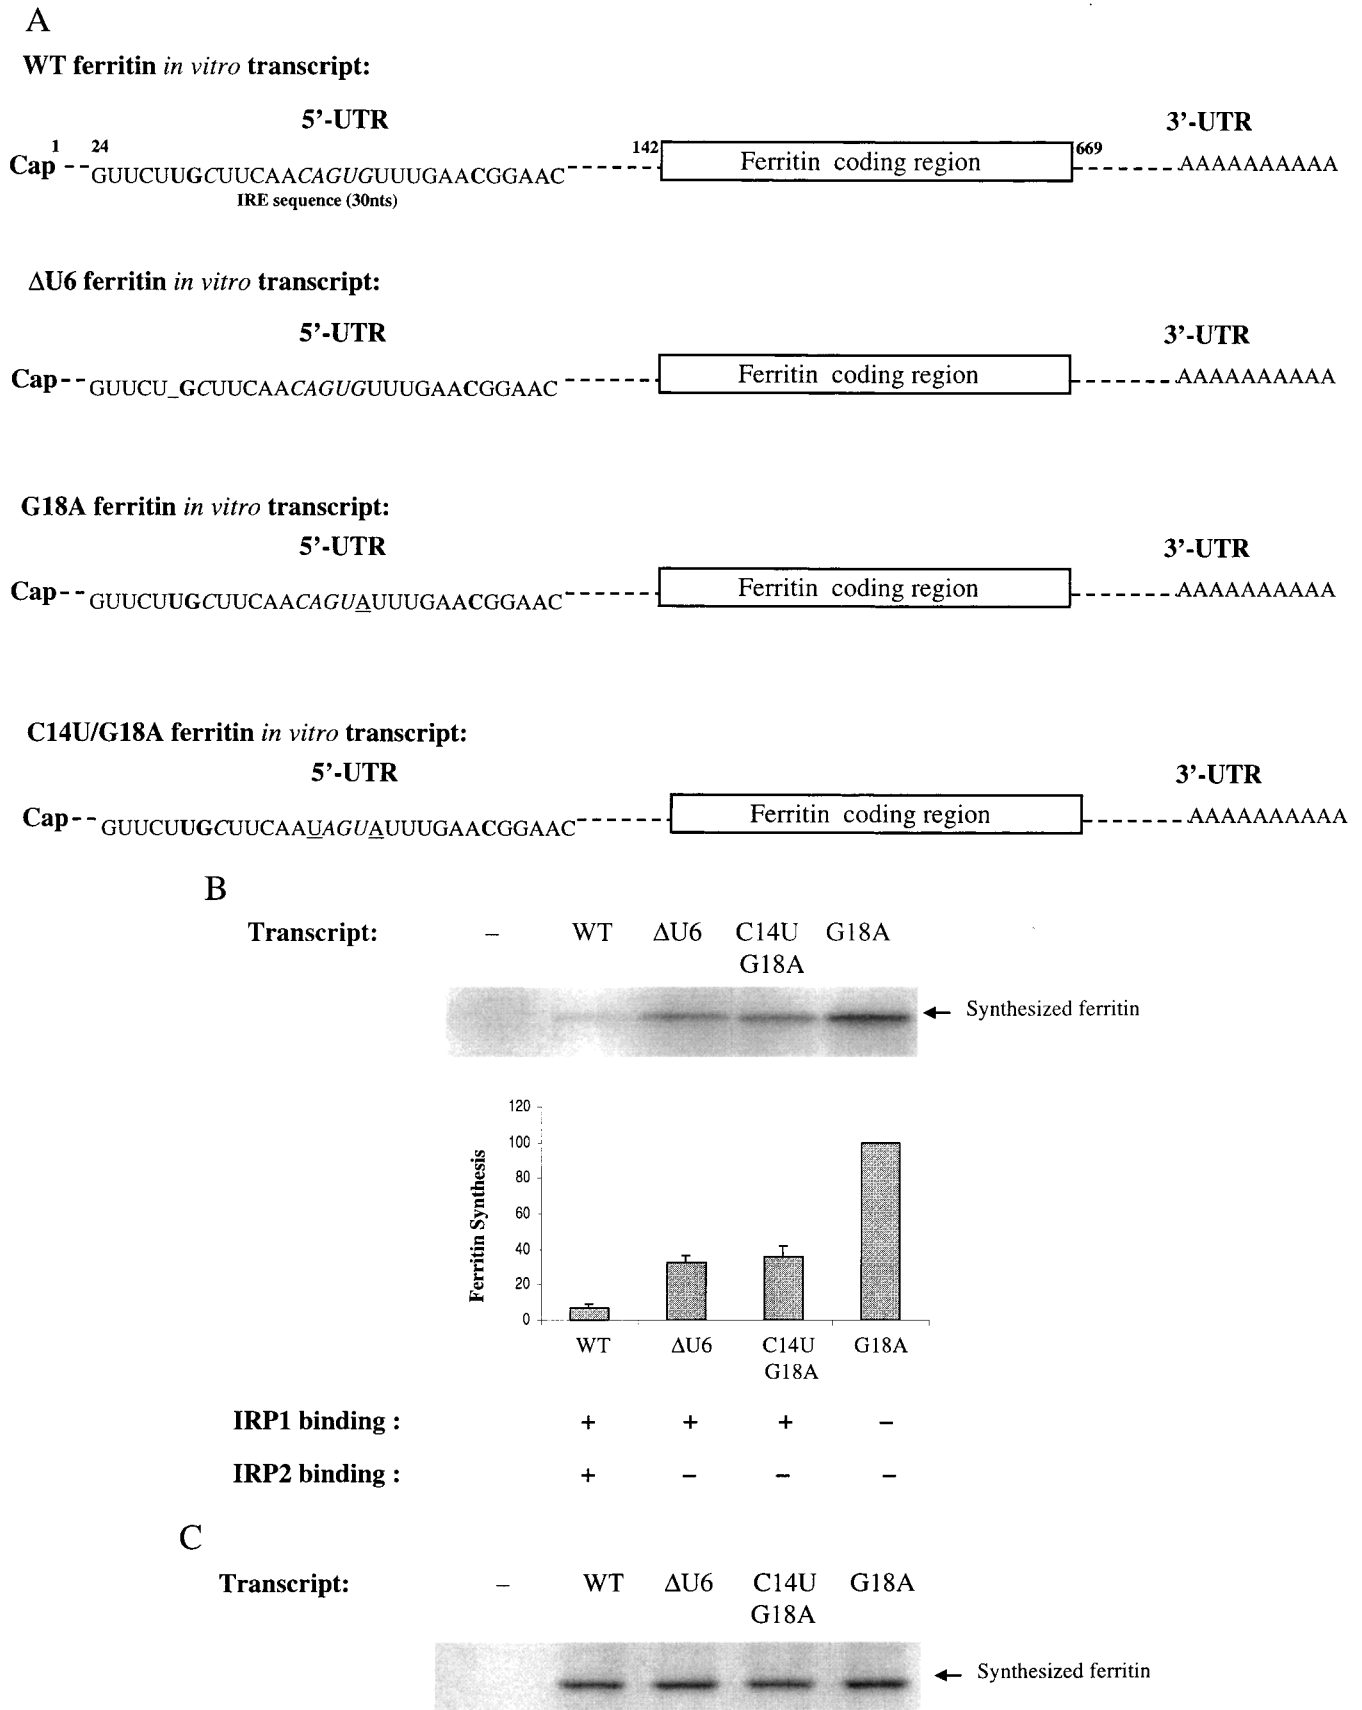 A
WT ferritin in vitro transcript:
5'-UTR 3'-UTR
1 24 142 669
Cap GUUCUUGCUUCAACAGUGUUUGAACGGAAC Ferritin coding region AAAAAAAAAA
IRE sequence (30nts)
ΔU6 ferritin in vitro transcript:
5'-UTR 3'-UTR
Cap GUUCU_GCUUCAACAGUGUUUGAACGGAAC Ferritin coding region AAAAAAAAAA
G18A ferritin in vitro transcript:
5'-UTR 3'-UTR
Cap GUUCUUGCUUCAACAGUAUUUGAACGGAAC Ferritin coding region AAAAAAAAAA
C14U/G18A ferritin in vitro transcript:
5'-UTR 3'-UTR
Cap GUUCUUGCUUCAAUAGUAUUUGAACGGAAC Ferritin coding region AAAAAAAAAA
B
Transcript: – WT ΔU6 C14U G18A
G18A
Synthesized ferritin
120
100
80
60
40
20
0
Ferritin Synthesis
WT ΔU6 C14U G18A
G18A
IRP1 binding : + + + –
IRP2 binding : + – – –
C
Transcript: – WT ΔU6 C14U G18A
G18A
Synthesized ferritin